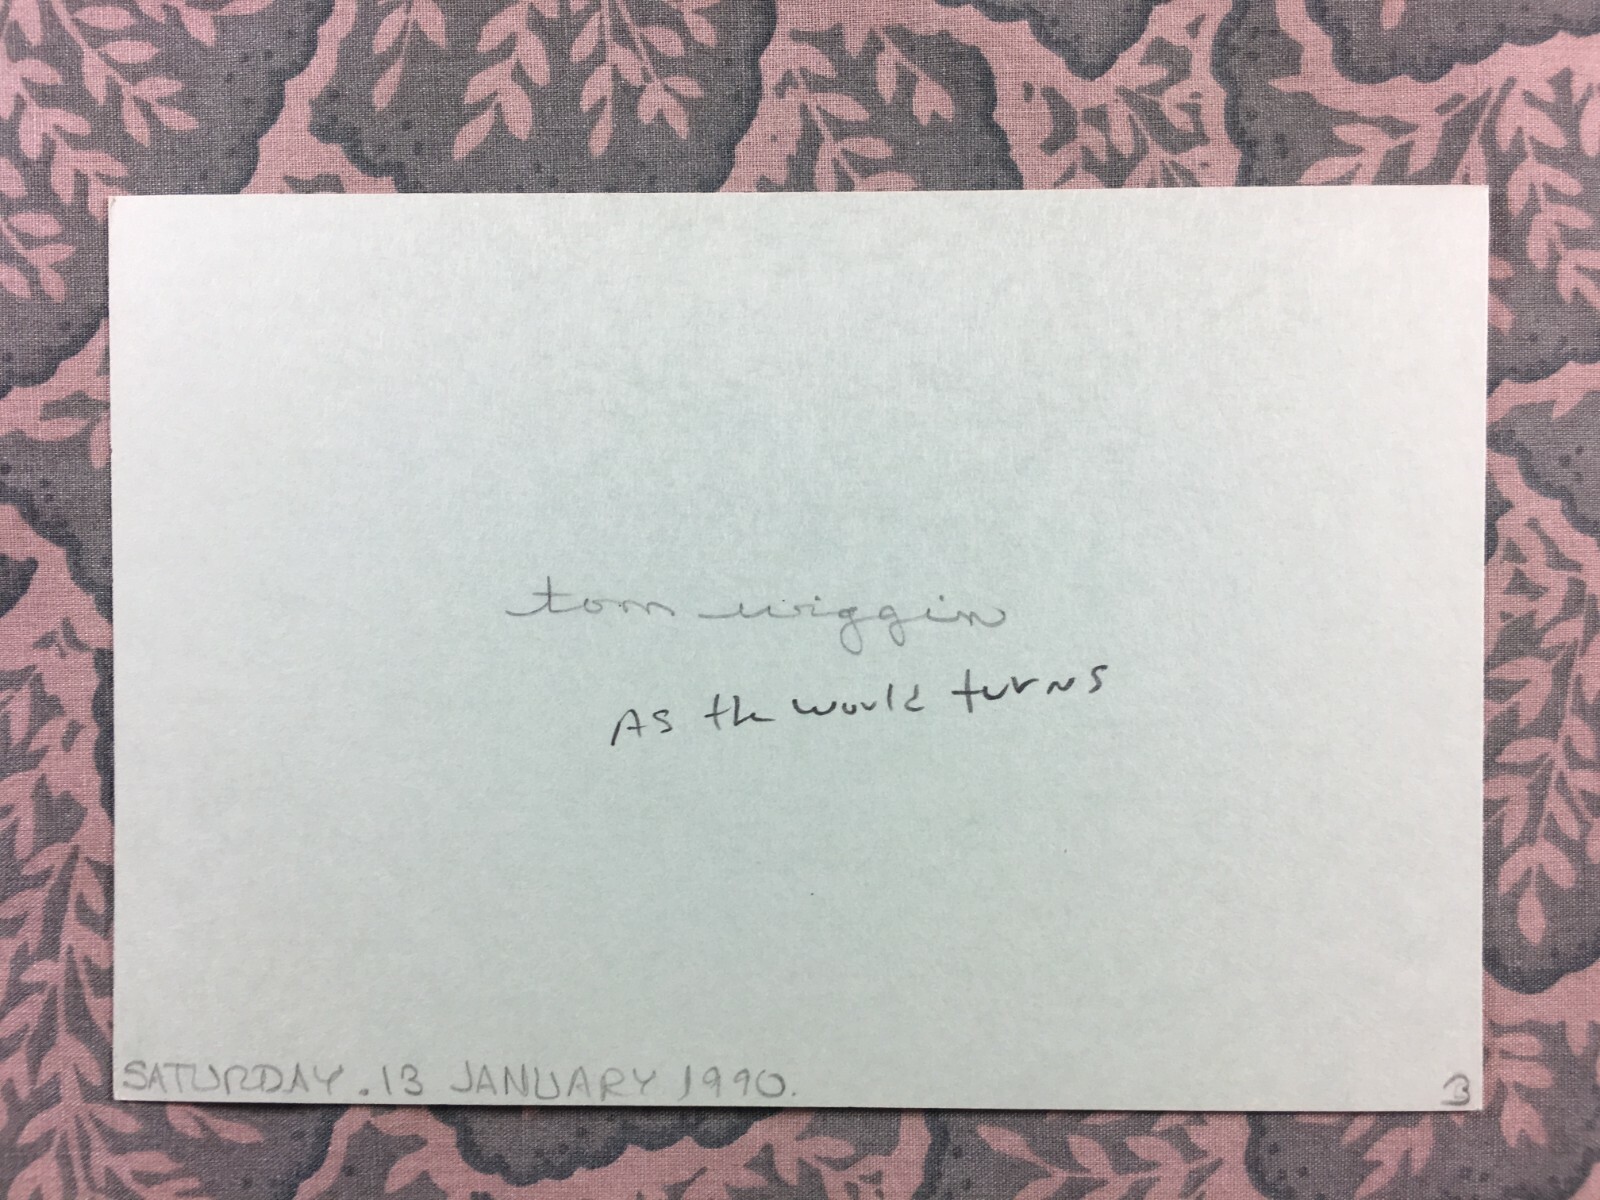 tom wiggin
As the world turns
SATURDAY. 13 JANUARY 1990.
3